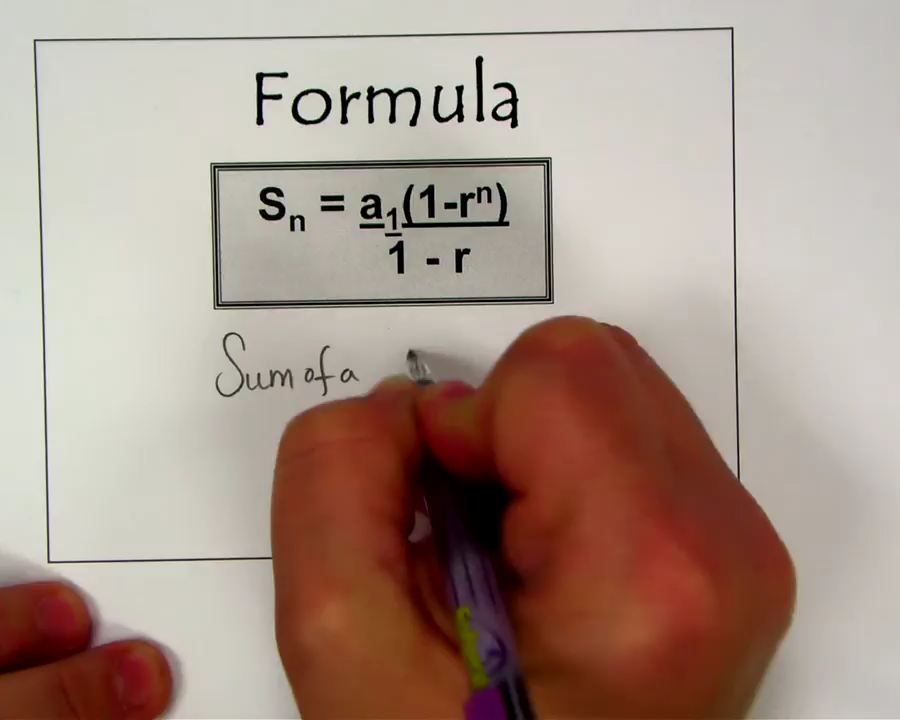 Formula
Sₙ = a₁(1-rⁿ)
1 - r
Sum of a